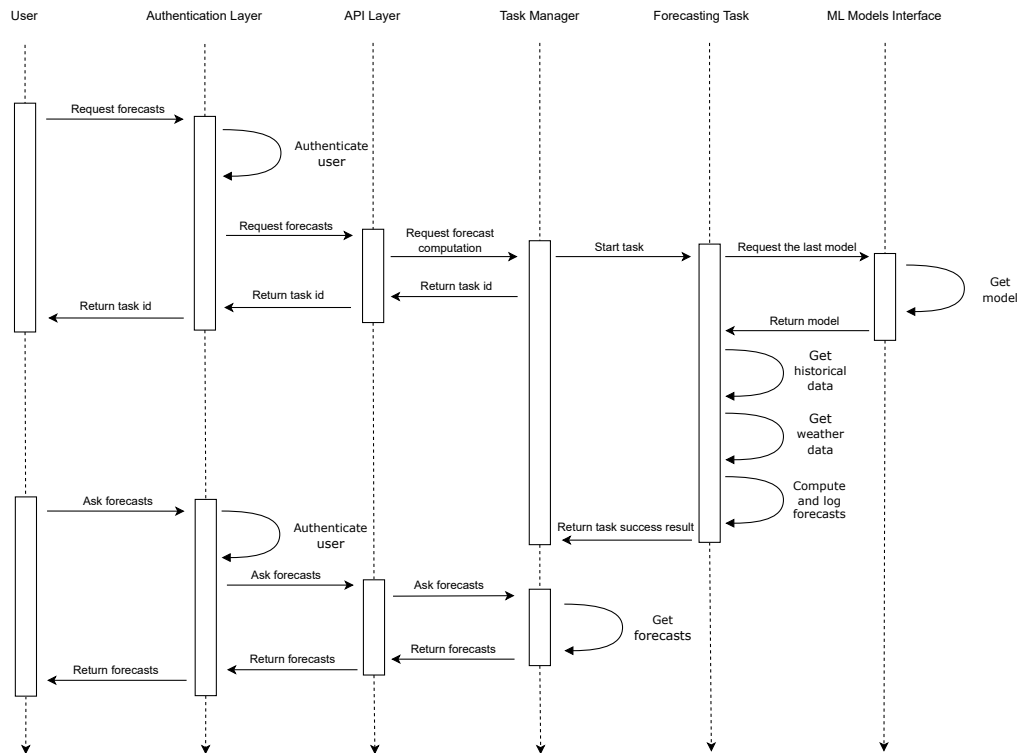 User
Authentication Layer
API Layer
Task Manager
Forecasting Task
ML Models Interface
Request forecasts
Authenticate
user
Request forecasts
Request forecast
computation
Start task
Request the last model
Get
model
Return task id
Return task id
Return task id
Return model
Get
historical
data
Get
weather
data
Compute
and log
forecasts
Ask forecasts
Authenticate
user
Return task success result
Ask forecasts
Ask forecasts
Get
forecasts
Return forecasts
Return forecasts
Return forecasts